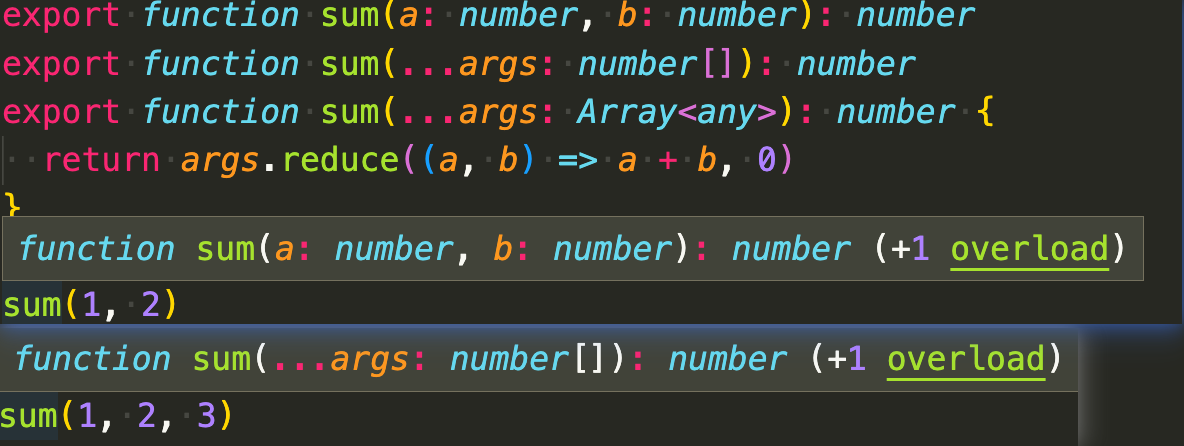 export function sum(a: number, b: number): number
export function sum(...args: number[]): number
export function sum(...args: Array<any>): number {
  return args.reduce((a, b) => a + b, 0)
}
function sum(a: number, b: number): number (+1 overload)
sum(1, 2)
function sum(...args: number[]): number (+1 overload)
sum(1, 2, 3)